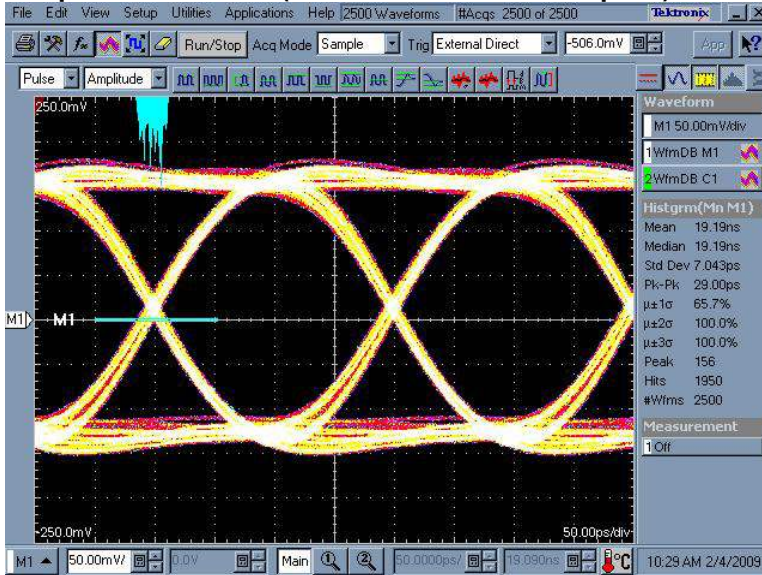 File Edit View Setup Utilities Applications Help 2500 Waveforms #Acqs 2500 of 2500 Tektronix
Run/Stop Acq Mode Sample Trig External Direct -506.0mV App
Pulse Amplitude
250.0mV
Waveform
M1 50.00mV/div
1 WfmDB M1
2 WfmDB C1
Histgrm(Mn M1)
Mean 19.19ns
Median 19.19ns
Std Dev 7.043ps
Pk-Pk 29.00ps
µ±1σ 65.7%
µ±2σ 100.0%
µ±3σ 100.0%
Peak 156
Hits 1950
#Wfms 2500
Measurement
1 Off
M1 M1
-250.0mV 50.00ps/div
M1 50.00mV/ 0.0V Main 1 2 50.0000ps/ 19.090ns °C 10:29 AM 2/4/2009